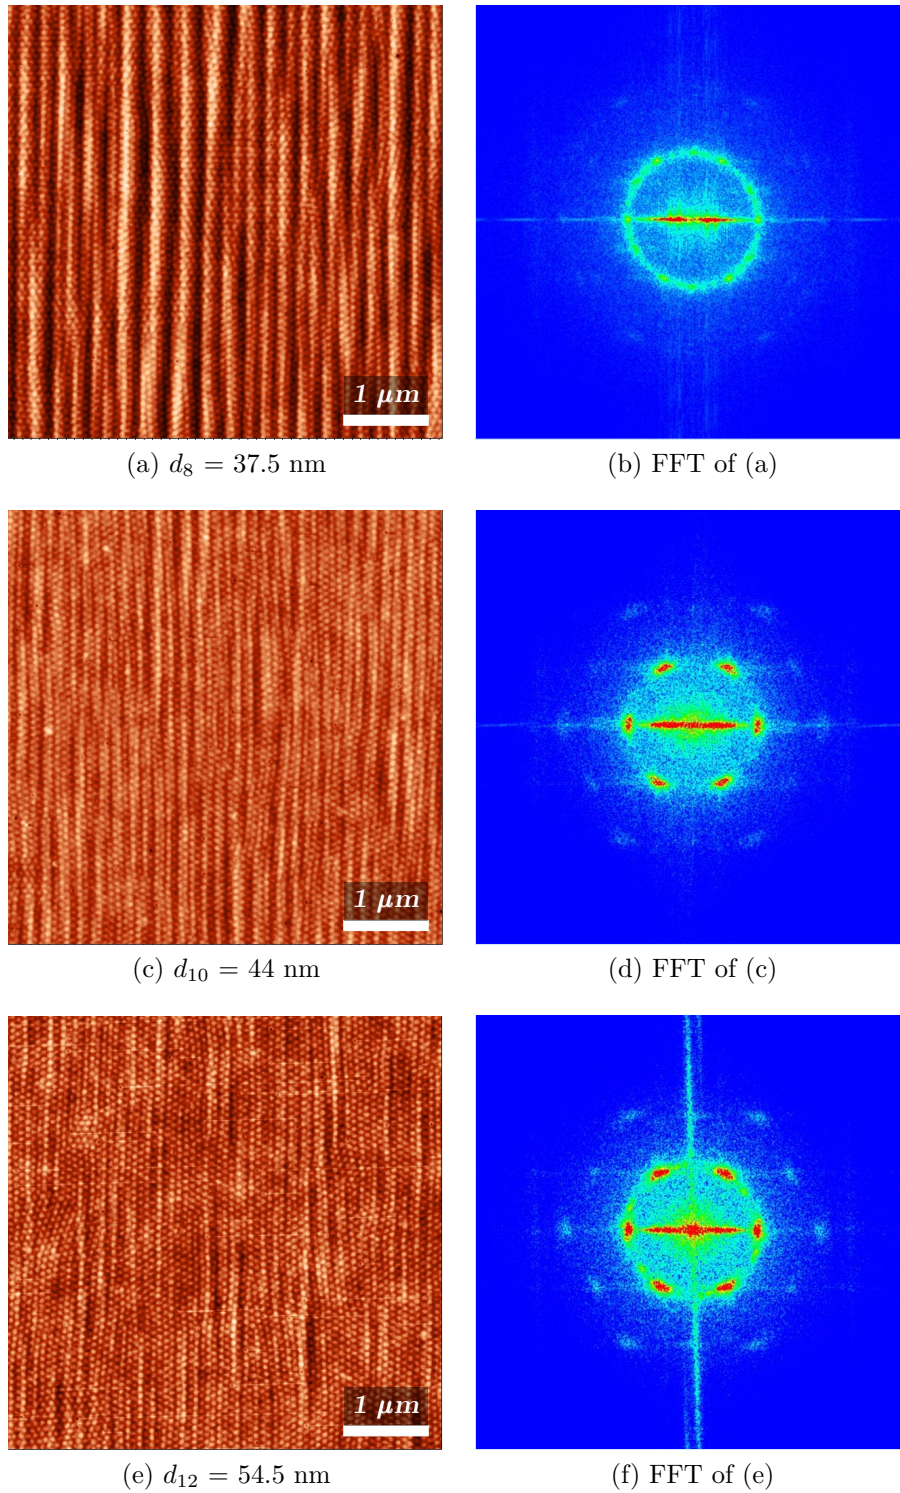 1 µm
(a) d₈ = 37.5 nm
(b) FFT of (a)
1 µm
(c) d₁₀ = 44 nm
(d) FFT of (c)
1 µm
(e) d₁₂ = 54.5 nm
(f) FFT of (e)